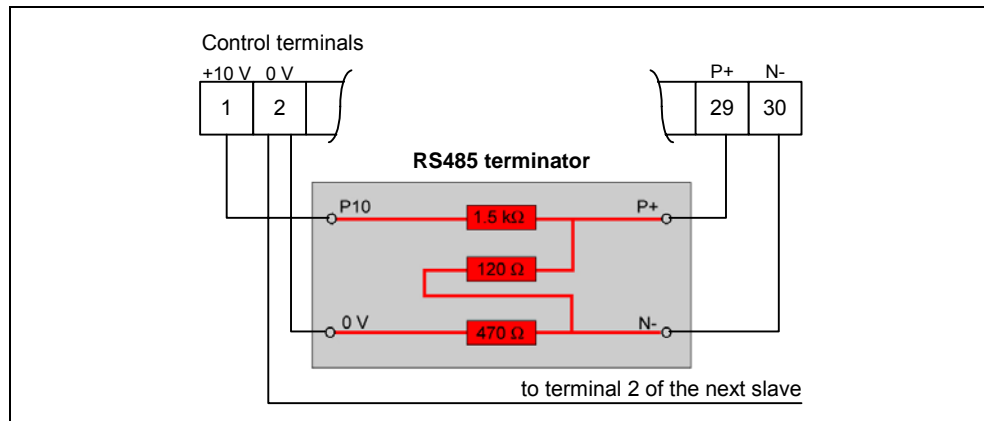 Control terminals
+10 V 0 V
P+ N-
1 2
29 30
RS485 terminator
P10
1.5 kΩ
P+
120 Ω
0 V
470 Ω
N-
to terminal 2 of the next slave